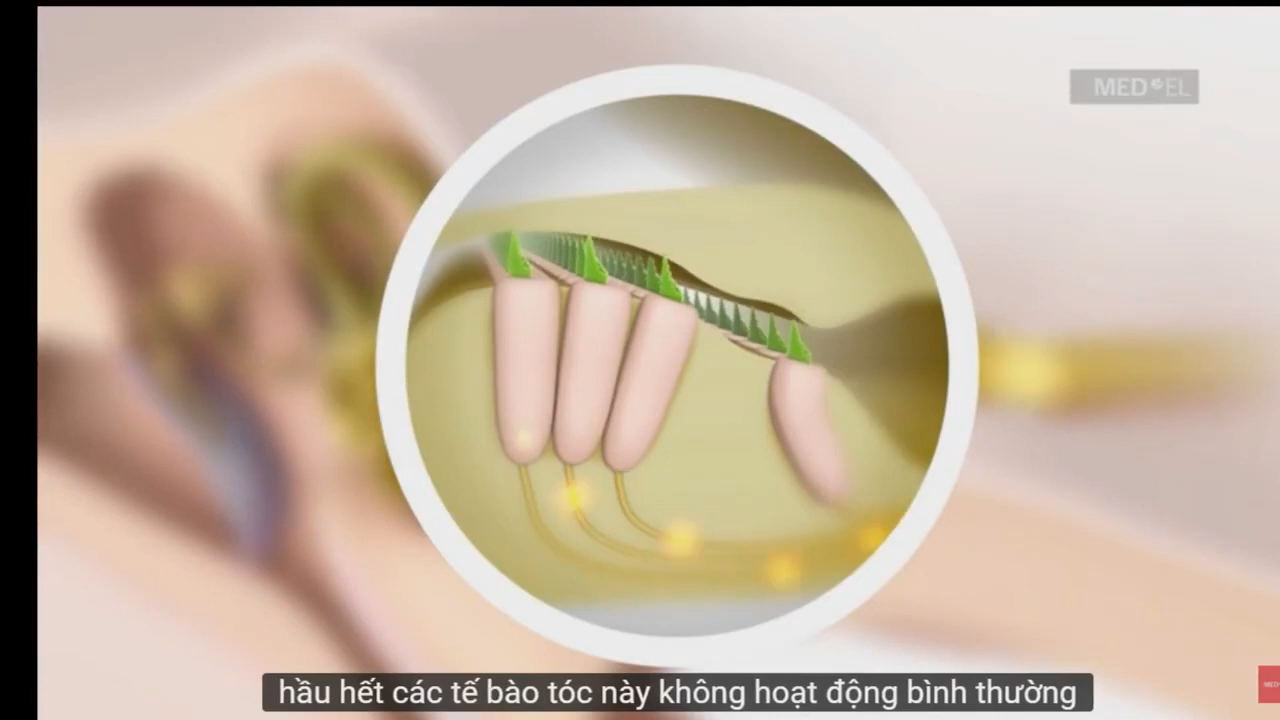 MED-EL
hầu hết các tế bào tóc này không hoạt động bình thường